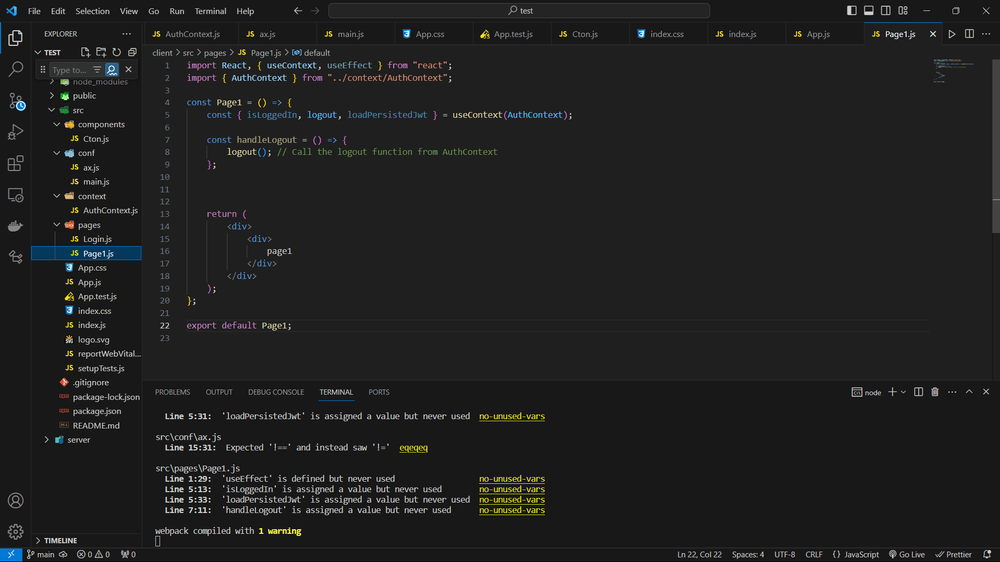 File Edit Selection View Go Run Terminal Help
test
EXPLORER
AuthContext.js ax.js main.js App.css App.test.js Cton.js index.css index.js App.js Page1.js
TEST
client > src > pages > Page1.js > default
Type to...
node_modules
public
src
components
Cton.js
conf
ax.js
main.js
context
AuthContext.js
pages
Login.js
Page1.js
App.css
App.js
App.test.js
index.css
index.js
logo.svg
reportWebVital...
setupTests.js
.gitignore
package-lock.json
package.json
README.md
server
TIMELINE
1 import React, { useContext, useEffect } from "react";
2 import { AuthContext } from "../context/AuthContext";
3
4 const Page1 = () => {
5 const { isLoggedIn, logout, loadPersistedJwt } = useContext(AuthContext);
6
7 const handleLogout = () => {
8 logout(); // Call the logout function from AuthContext
9 };
10
11
12
13 return (
14 <div>
15 <div>
16 page1
17 </div>
18 </div>
19 );
20 };
21
22 export default Page1;
23
PROBLEMS OUTPUT DEBUG CONSOLE TERMINAL PORTS
node
Line 5:31: 'loadPersistedJwt' is assigned a value but never used no-unused-vars
src\conf\ax.js
Line 15:31: Expected '!==' and instead saw '!=' eqeqeq
src\pages\Page1.js
Line 1:29: 'useEffect' is defined but never used no-unused-vars
Line 5:13: 'isLoggedIn' is assigned a value but never used no-unused-vars
Line 5:33: 'loadPersistedJwt' is assigned a value but never used no-unused-vars
Line 7:11: 'handleLogout' is assigned a value but never used no-unused-vars
webpack compiled with 1 warning
main 0 0 0 Ln 22, Col 22 Spaces: 4 UTF-8 CRLF {} JavaScript Go Live Prettier